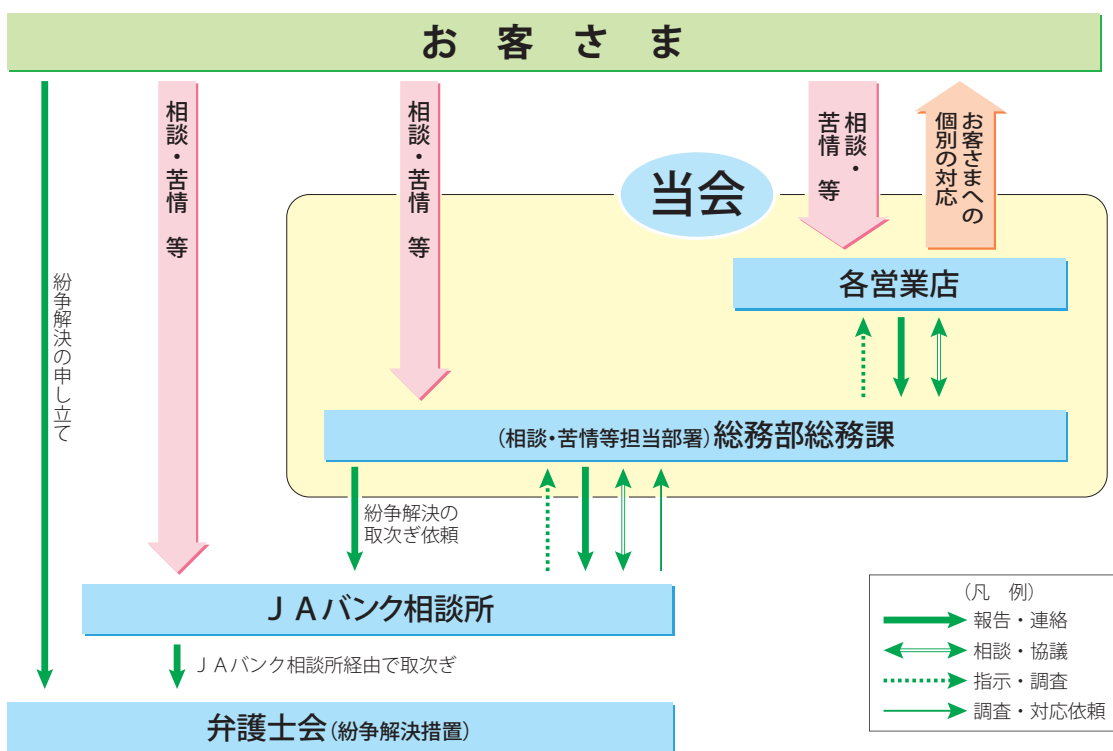 お客さま
相談・苦情 等
相談・苦情 等
相談・
苦情 等
お客さまへの
個別の対応
当会
各営業店
紛争解決の申し立て
(相談・苦情等担当部署)総務部総務課
紛争解決の
取次ぎ依頼
ＪＡバンク相談所
ＪＡバンク相談所経由で取次ぎ
弁護士会(紛争解決措置)
(凡 例)
報告・連絡
相談・協議
指示・調査
調査・対応依頼